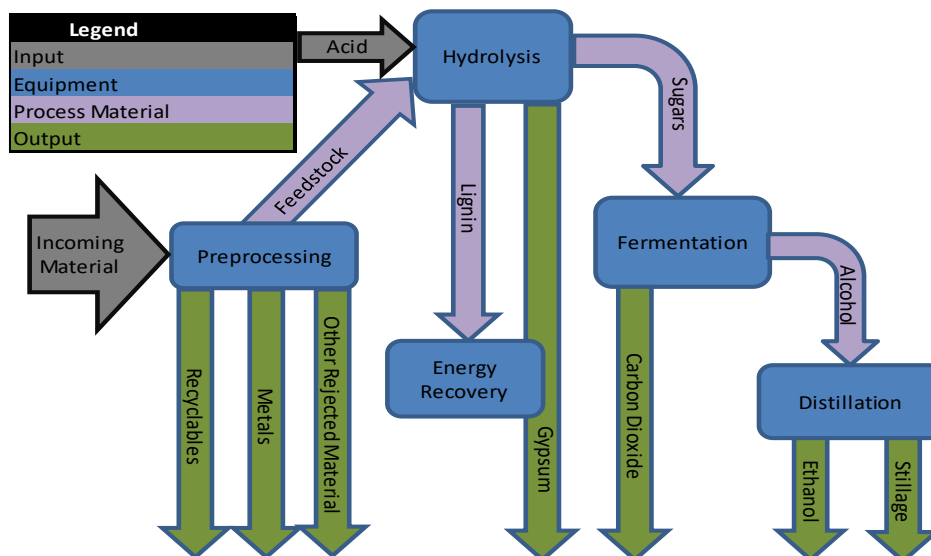 Legend
Input
Equipment
Process Material
Output
Acid
Hydrolysis
Sugars
Feedstock
Lignin
Incoming
Material
Preprocessing
Fermentation
Alcohol
Recyclables
Metals
Other Rejected Material
Energy
Recovery
Gypsum
Carbon Dioxide
Distillation
Ethanol
Stillage